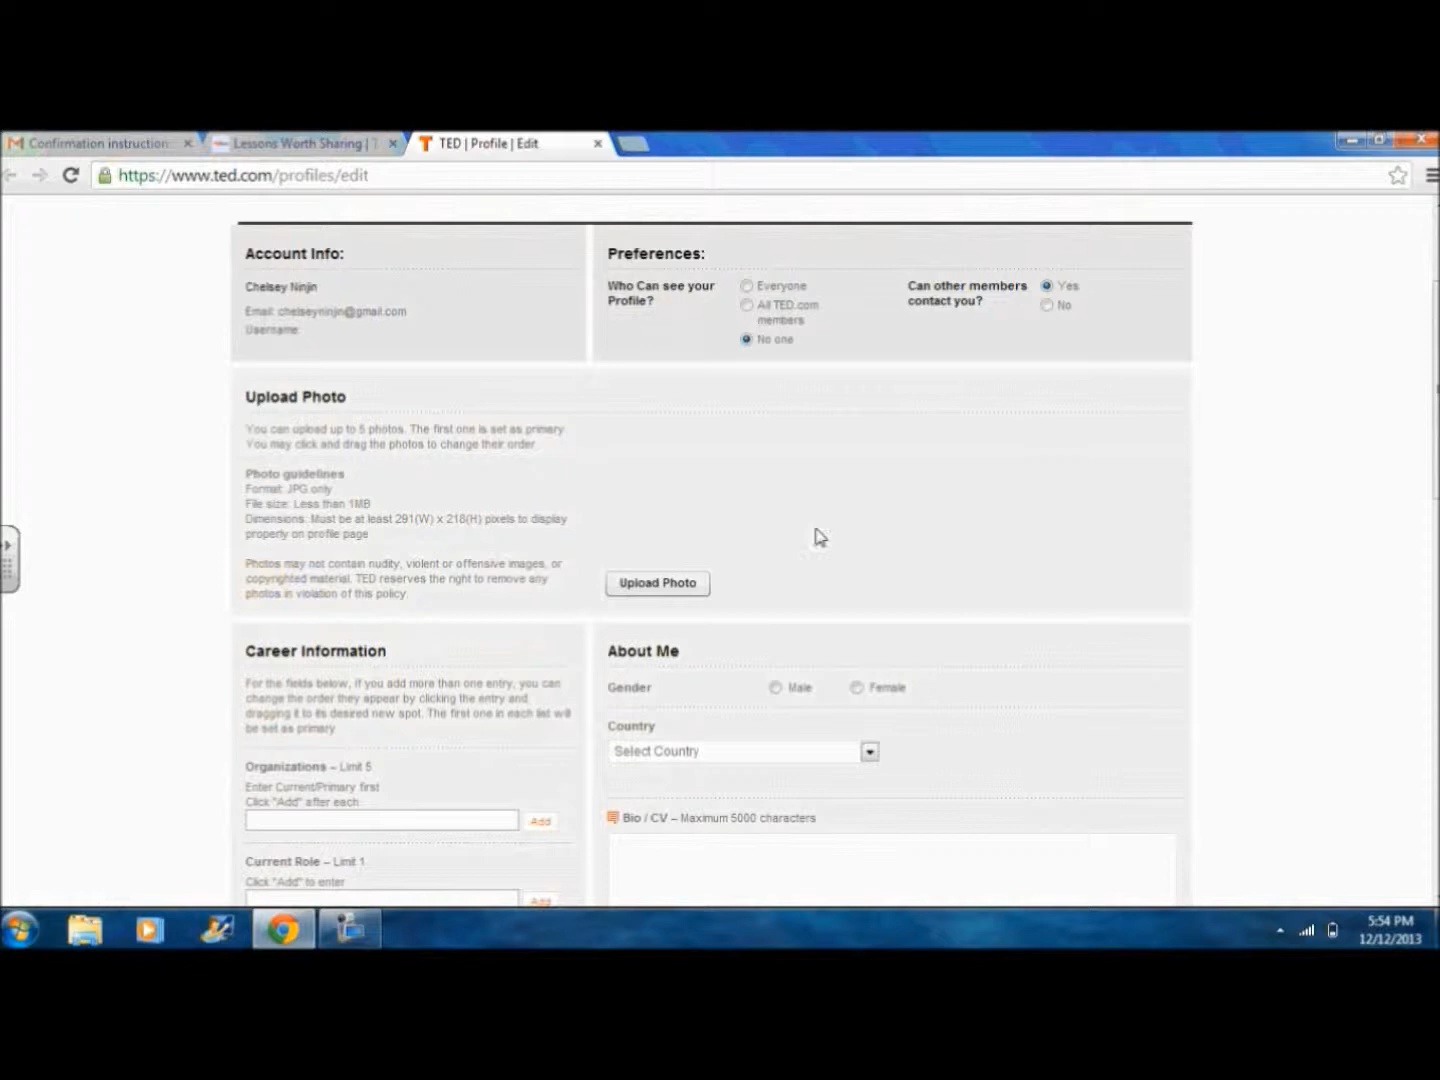 Confirmation instruction
Lessons Worth Sharing | T
TED | Profile | Edit
https://www.ted.com/profiles/edit
Account Info:
Chelsey Ninjin
Email: chelseyninjn@gmail.com
Username:
Preferences:
Who Can see your
Profile?
Everyone
All TED.com
members
No one
Can other members
contact you?
Yes
No
Upload Photo
You can upload up to 5 photos. The first one is set as primary
You may click and drag the photos to change their order
Photo guidelines
Format: JPG only
File size: Less than 1MB
Dimensions: Must be at least 291(W) x 218(H) pixels to display
properly on profile page
Photos may not contain nudity, violent or offensive images, or
copyrighted material. TED reserves the right to remove any
photos in violation of this policy.
Upload Photo
Career Information
For the fields below, if you add more than one entry, you can
change the order they appear by clicking the entry and
dragging it to its desired new spot. The first one in each list will
be set as primary
Organizations – Limit 5
Enter Current/Primary first
Click "Add" after each:
Add
Current Role – Limit 1
Click "Add" to enter
Add
About Me
Gender
Male
Female
Country
Select Country
Bio / CV – Maximum 5000 characters
5:54 PM
12/12/2013